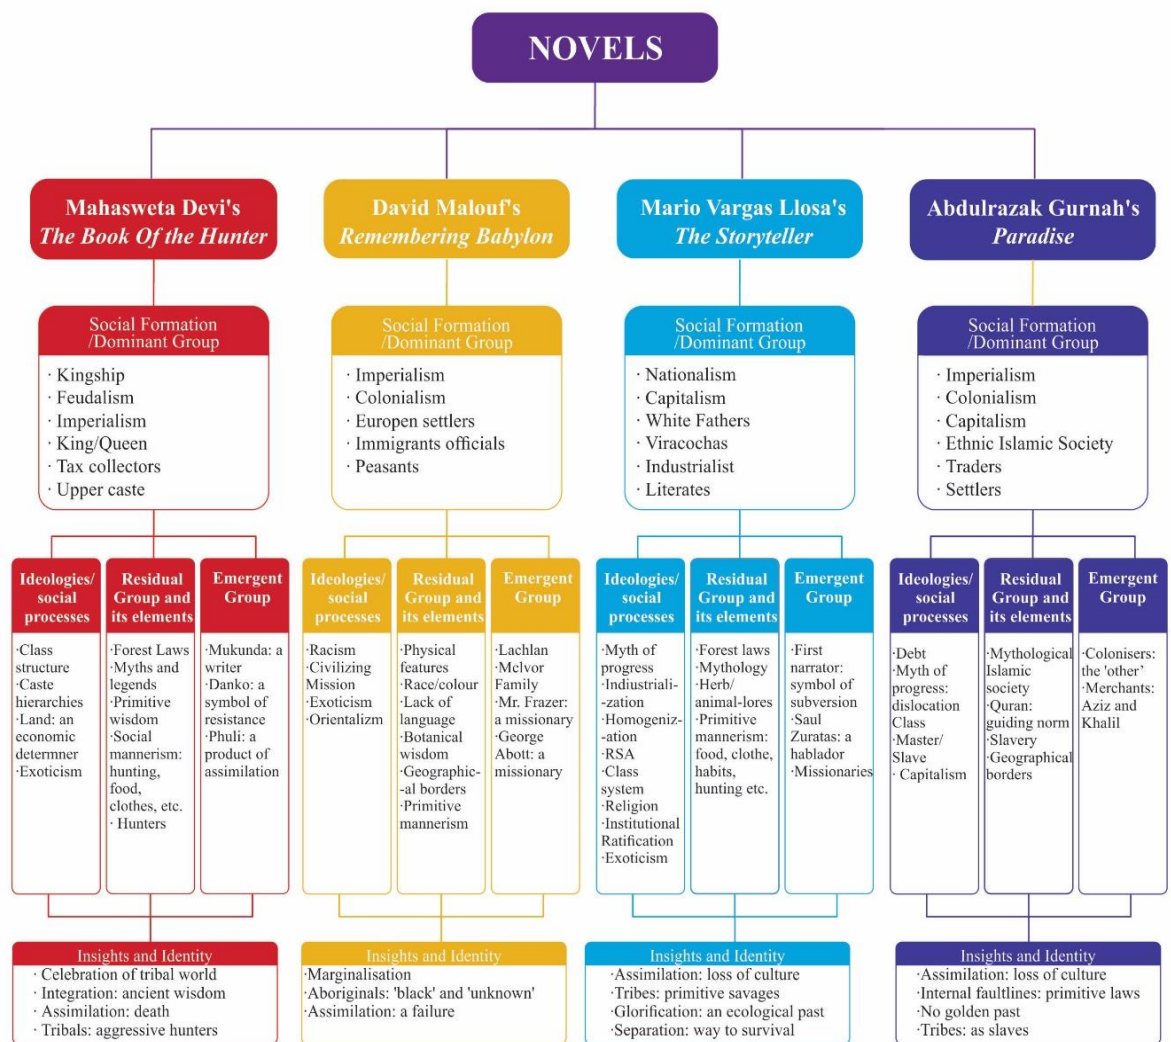 NOVELS
Mahasweta Devi's
The Book Of the Hunter
David Malouf's
Remembering Babylon
Mario Vargas Llosa's
The Storyteller
Abdulrazak Gurnah's
Paradise
Social Formation
/Dominant Group
· Kingship
· Feudalism
· Imperialism
· King/Queen
· Tax collectors
· Upper caste
Social Formation
/Dominant Group
· Imperialism
· Colonialism
· Europen settlers
· Immigrants officials
· Peasants
Social Formation
/Dominant Group
· Nationalism
· Capitalism
· White Fathers
· Viracochas
· Industrialist
· Literates
Social Formation
/Dominant Group
· Imperialism
· Colonialism
· Capitalism
· Ethnic Islamic Society
· Traders
· Settlers
Ideologies/
social
processes
·Class
structure
·Caste
hierarchies
·Land: an
economic
determner
·Exoticism
Residual
Group and
its elements
·Forest Laws
·Myths and
legends
·Primitive
wisdom
·Social
mannerism:
hunting,
food,
clothes, etc.
· Hunters
Emergent
Group
·Mukunda: a
writer
·Danko: a
symbol of
resistance
·Phuli: a
product of
assimilation
Ideologies/
social
processes
·Racism
·Civilizing
Mission
·Exoticism
·Orientalizm
Residual
Group and
its elements
·Physical
features
·Race/colour
·Lack of
language
·Botanical
wisdom
·Geographic-
-al borders
·Primitive
mannerism
Emergent
Group
·Lachlan
·McIvor
Family
·Mr. Frazer:
a missionary
·George
Abott: a
missionary
Ideologies/
social
processes
·Myth of
progress
·Indiustriali-
-zation
·Homogeniz-
-ation
·RSA
·Class
system
·Religion
·Institutional
Ratification
·Exoticism
Residual
Group and
its elements
·Forest laws
·Mythology
·Herb/
animal-lores
·Primitive
mannerism:
food, clothe,
habits,
hunting etc.
Emergent
Group
·First
narrator:
symbol of
subversion
·Saul
Zuratas: a
hablador
·Missionaries
Ideologies/
social
processes
·Debt
·Myth of
progress:
dislocation
Class
·Master/
Slave
· Capitalism
Residual
Group and
its elements
·Mythological
Islamic
society
·Quran:
guiding norm
·Slavery
·Geographical
borders
Emergent
Group
·Colonisers:
the 'other'
·Merchants:
Aziz and
Khalil
Insights and Identity
· Celebration of tribal world
· Integration: ancient wisdom
· Assimilation: death
· Tribals: aggressive hunters
Insights and Identity
·Marginalisation
·Aboriginals: 'black' and 'unknown'
·Assimilation: a failure
Insights and Identity
·Assimilation: loss of culture
·Tribes: primitive savages
·Glorification: an ecological past
·Separation: way to survival
Insights and Identity
·Assimilation: loss of culture
·Internal faultlines: primitive laws
·No golden past
·Tribes: as slaves